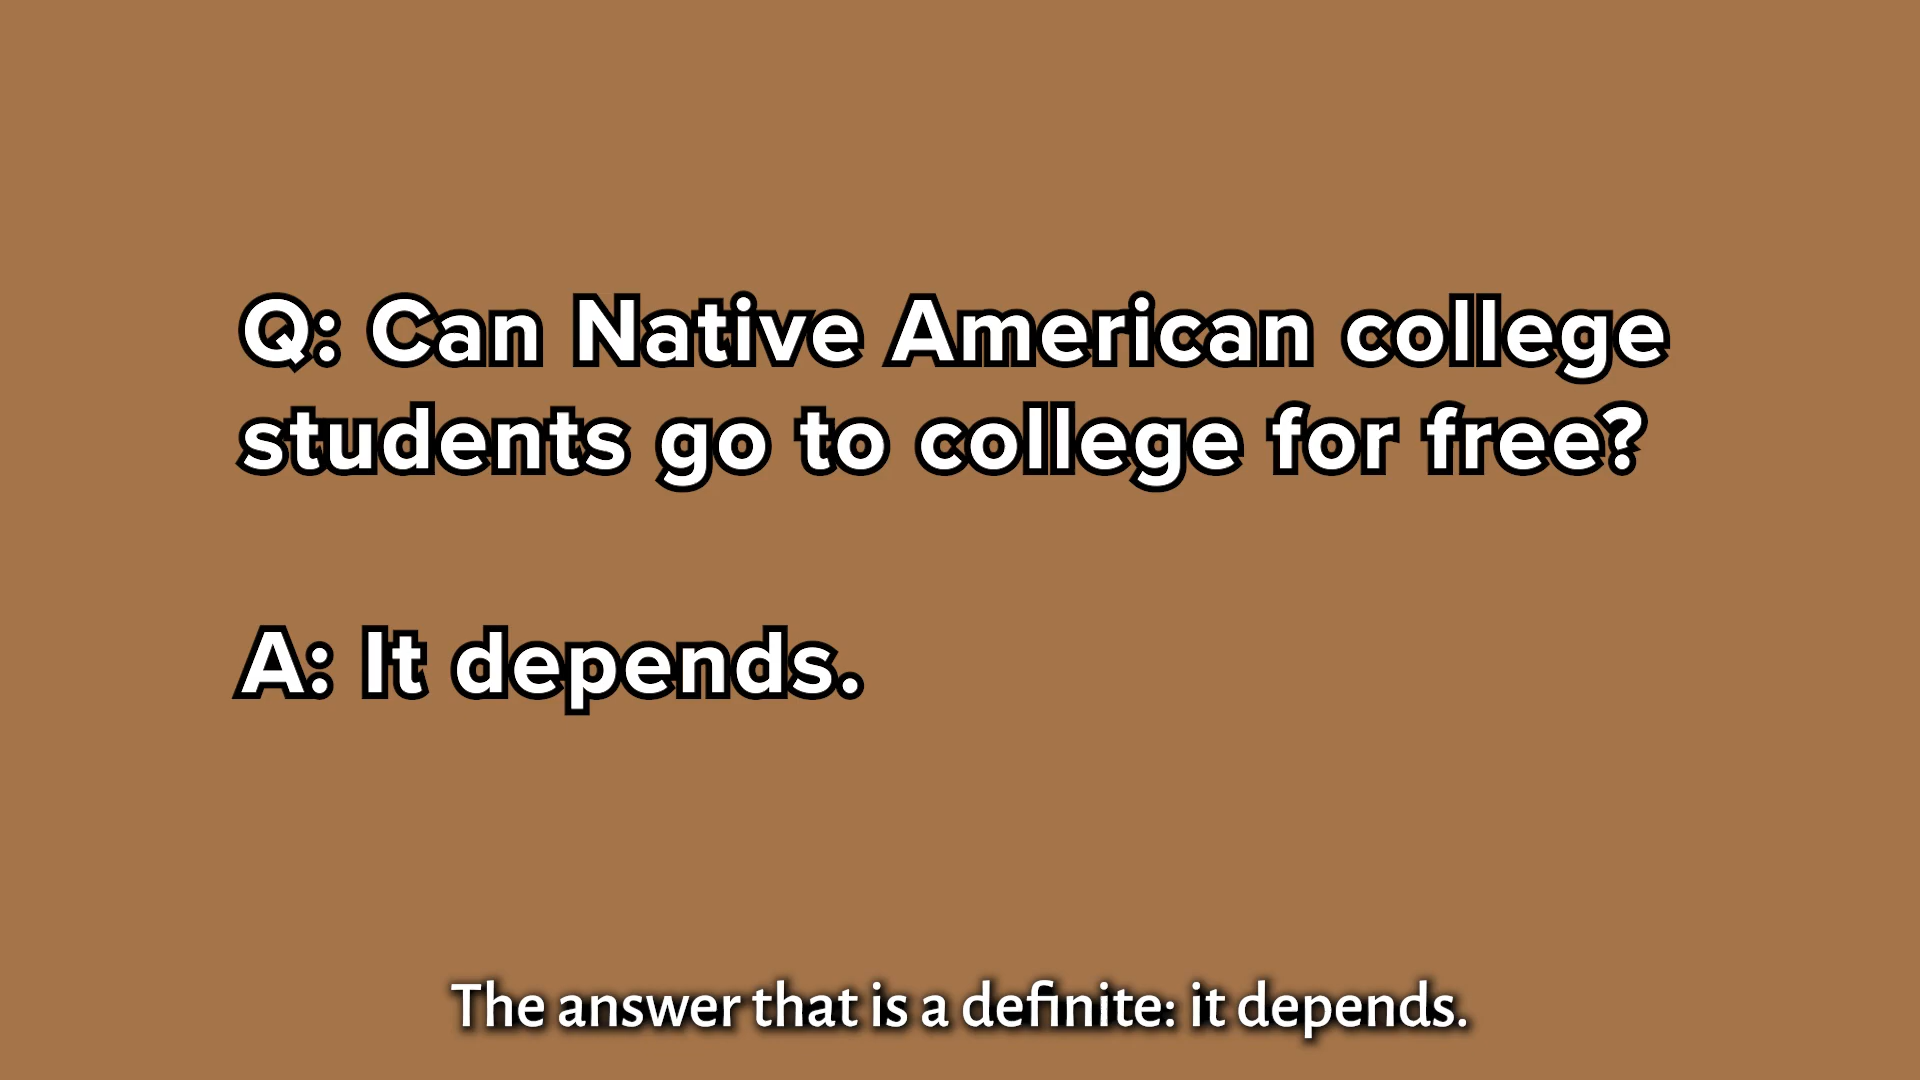 Q: Can Native American college
students go to college for free?
A: It depends.
The answer that is a definite: it depends.